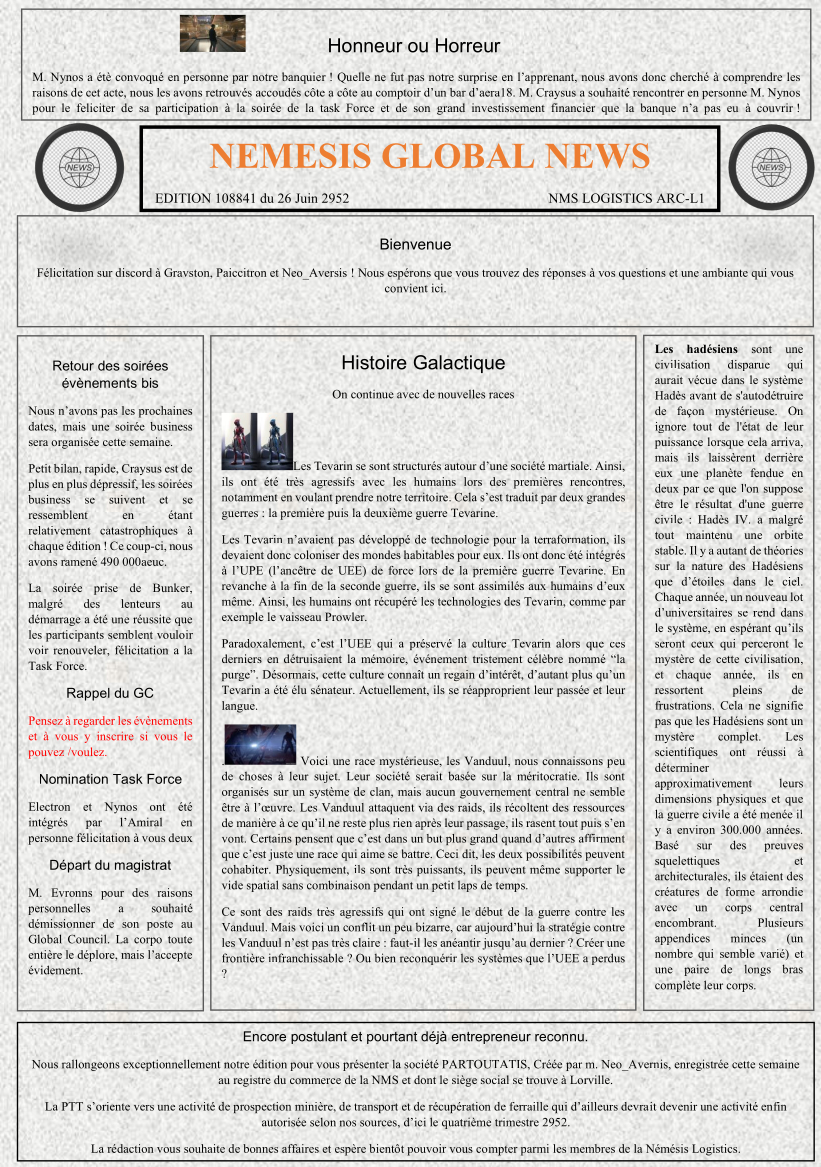 Honneur ou Horreur
M. Nynos a étè convoqué en personne par notre banquier ! Quelle ne fut pas notre surprise en l'apprenant, nous avons donc cherché à comprendre les
raisons de cet acte, nous les avons retrouvés accoudés côte a côte au comptoir d'un bar d'aera18. M. Craysus a souhaité rencontrer en personne M. Nynos
pour le feliciter de sa participation à la soirée de la task Force et de son grand investissement financier que la banque n'a pas eu à couvrir !
NEWS
NEMESIS GLOBAL NEWS
EDITION 108841 du 26 Juin 2952 NMS LOGISTICS ARC-L1
NEWS
Bienvenue
Félicitation sur discord à Gravston, Paiccitron et Neo_Aversis ! Nous espérons que vous trouvez des réponses à vos questions et une ambiante qui vous
convient ici.
Retour des soirées
évènements bis
Nous n'avons pas les prochaines
dates, mais une soirée business
sera organisée cette semaine.
Petit bilan, rapide, Craysus est de
plus en plus dépressif, les soirées
business se suivent et se
ressemblent en étant
relativement catastrophiques à
chaque édition ! Ce coup-ci, nous
avons ramené 490 000aeuc.
La soirée prise de Bunker,
malgré des lenteurs au
démarrage a été une réussite que
les participants semblent vouloir
voir renouveler, félicitation a la
Task Force.
Rappel du GC
Pensez à regarder les évènements
et à vous y inscrire si vous le
pouvez /voulez.
Nomination Task Force
Electron et Nynos ont été
intégrés par l'Amiral en
personne félicitation à vous deux
Départ du magistrat
M. Evronns pour des raisons
personnelles a souhaité
démissionner de son poste au
Global Council. La corpo toute
entière le déplore, mais l'accepte
évidement.
Histoire Galactique
On continue avec de nouvelles races
Les Tevarin se sont structurés autour d'une société martiale. Ainsi,
ils ont été très agressifs avec les humains lors des premières rencontres,
notamment en voulant prendre notre territoire. Cela s'est traduit par deux grandes
guerres : la première puis la deuxième guerre Tevarine.
Les Tevarin n'avaient pas développé de technologie pour la terraformation, ils
devaient donc coloniser des mondes habitables pour eux. Ils ont donc été intégrés
à l'UPE (l'ancêtre de UEE) de force lors de la première guerre Tevarine. En
revanche à la fin de la seconde guerre, ils se sont assimilés aux humains d'eux
même. Ainsi, les humains ont récupéré les technologies des Tevarin, comme par
exemple le vaisseau Prowler.
Paradoxalement, c'est l'UEE qui a préservé la culture Tevarin alors que ces
derniers en détruisaient la mémoire, événement tristement célèbre nommé “la
purge”. Désormais, cette culture connaît un regain d'intérêt, d'autant plus qu'un
Tevarin a été élu sénateur. Actuellement, ils se réapproprient leur passée et leur
langue.
Voici une race mystérieuse, les Vanduul, nous connaissons peu
de choses à leur sujet. Leur société serait basée sur la méritocratie. Ils sont
organisés sur un système de clan, mais aucun gouvernement central ne semble
être à l'œuvre. Les Vanduul attaquent via des raids, ils récoltent des ressources
de manière à ce qu'il ne reste plus rien après leur passage, ils rasent tout puis s'en
vont. Certains pensent que c'est dans un but plus grand quand d'autres affirment
que c'est juste une race qui aime se battre. Ceci dit, les deux possibilités peuvent
cohabiter. Physiquement, ils sont très puissants, ils peuvent même supporter le
vide spatial sans combinaison pendant un petit laps de temps.
Ce sont des raids très agressifs qui ont signé le début de la guerre contre les
Vanduul. Mais voici un conflit un peu bizarre, car aujourd'hui la stratégie contre
les Vanduul n'est pas très claire : faut-il les anéantir jusqu'au dernier ? Créer une
frontière infranchissable ? Ou bien reconquérir les systèmes que l'UEE a perdus
?
Les hadésiens sont une
civilisation disparue qui
aurait vécue dans le système
Hadès avant de s'autodétruire
de façon mystérieuse. On
ignore tout de l'état de leur
puissance lorsque cela arriva,
mais ils laissèrent derrière
eux une planète fendue en
deux par ce que l'on suppose
être le résultat d'une guerre
civile : Hadès IV. a malgré
tout maintenu une orbite
stable. Il y a autant de théories
sur la nature des Hadésiens
que d'étoiles dans le ciel.
Chaque année, un nouveau lot
d'universitaires se rend dans
le système, en espérant qu'ils
seront ceux qui perceront le
mystère de cette civilisation,
et chaque année, ils en
ressortent pleins de
frustrations. Cela ne signifie
pas que les Hadésiens sont un
mystère complet. Les
scientifiques ont réussi à
déterminer
approximativement leurs
dimensions physiques et que
la guerre civile a été menée il
y a environ 300.000 années.
Basé sur des preuves
squelettiques et
architecturales, ils étaient des
créatures de forme arrondie
avec un corps central
encombrant. Plusieurs
appendices minces (un
nombre qui semble varié) et
une paire de longs bras
complète leur corps.
Encore postulant et pourtant déjà entrepreneur reconnu.
Nous rallongeons exceptionnellement notre édition pour vous présenter la société PARTOUTATIS, Créée par m. Neo_Avernis, enregistrée cette semaine
au registre du commerce de la NMS et dont le siège social se trouve à Lorville.
La PTT s'oriente vers une activité de prospection minière, de transport et de récupération de ferraille qui d'ailleurs devrait devenir une activité enfin
autorisée selon nos sources, d'ici le quatrième trimestre 2952.
La rédaction vous souhaite de bonnes affaires et espère bientôt pouvoir vous compter parmi les membres de la Némésis Logistics.